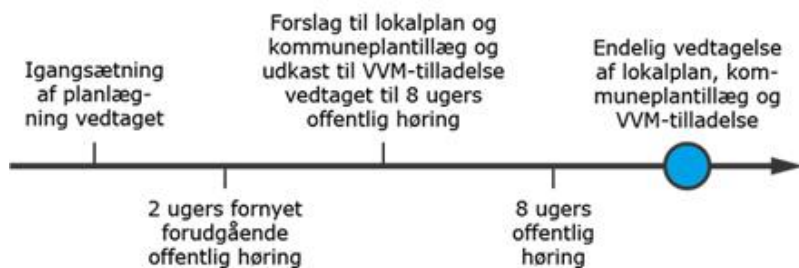 Igangsætning
af planlæg-
ning vedtaget
2 ugers fornyet
forudgående
offentlig høring
Forslag til lokalplan og
kommuneplantillæg og
udkast til VVM-tilladelse
vedtaget til 8 ugers
offentlig høring
8 ugers
offentlig
høring
Endelig vedtagelse
af lokalplan, kom-
muneplantillæg og
VVM-tilladelse